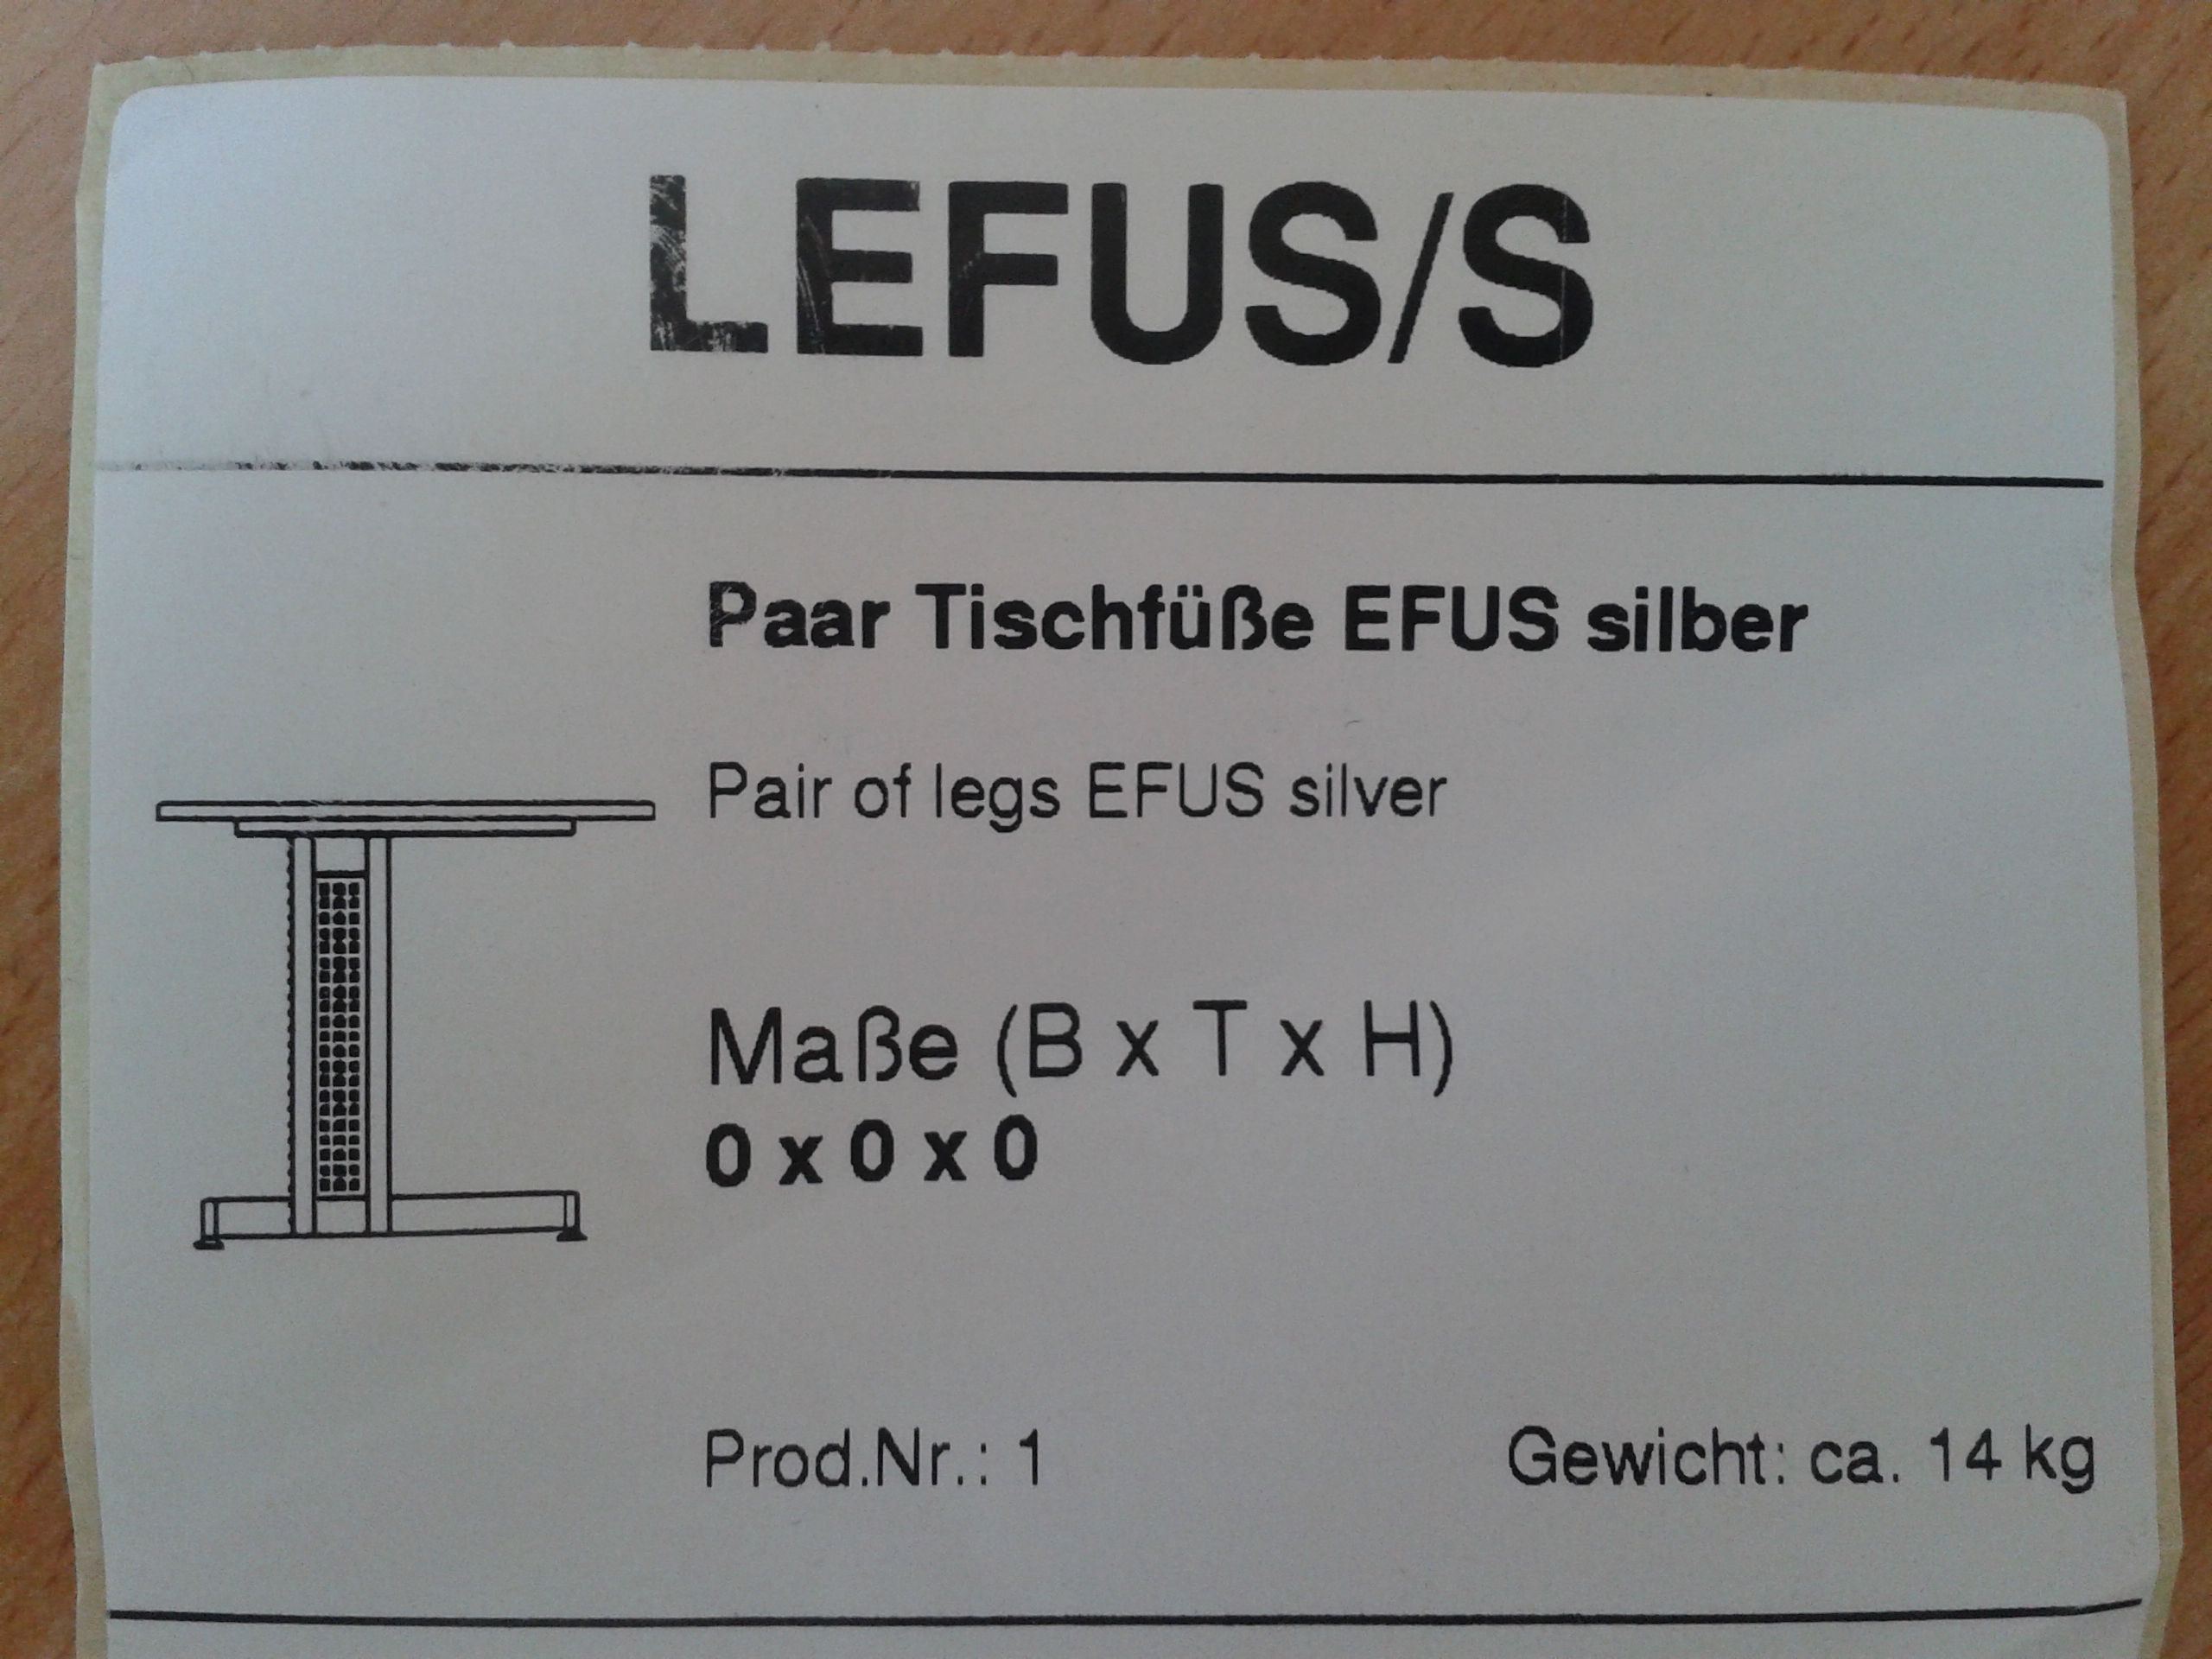 LEFUS/S
Paar Tischfüße EFUS silber
Pair of legs EFUS silver
Maße (B x T x H)
0 x 0 x 0
Prod.Nr.: 1 Gewicht: ca. 14 kg